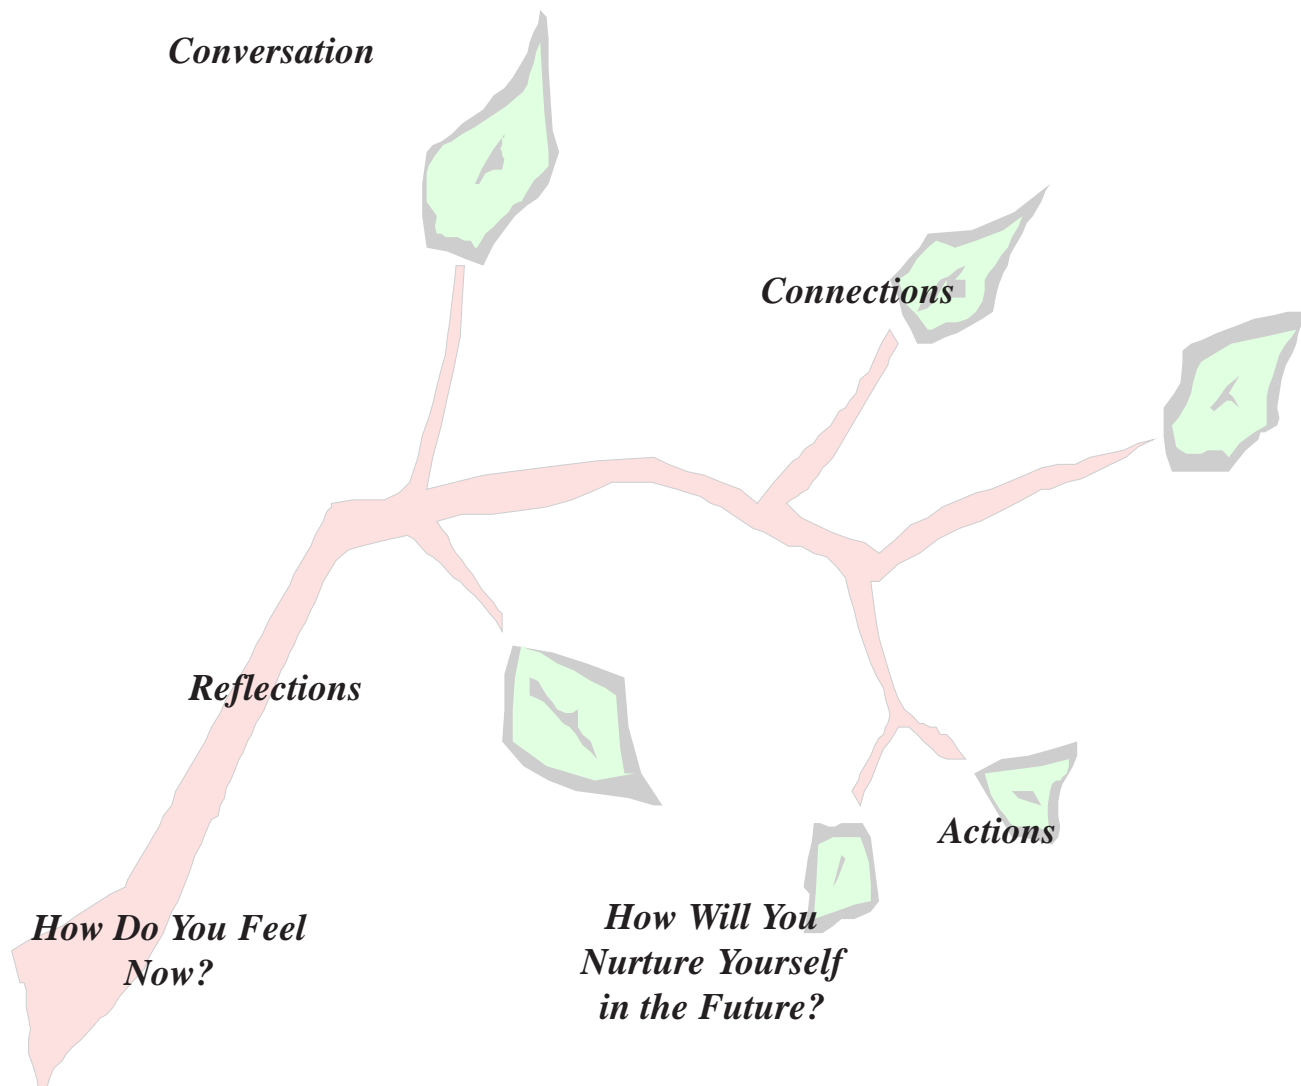 Conversation
Connections
Reflections
Actions
How Do You Feel
Now?
How Will You
Nurture Yourself
in the Future?